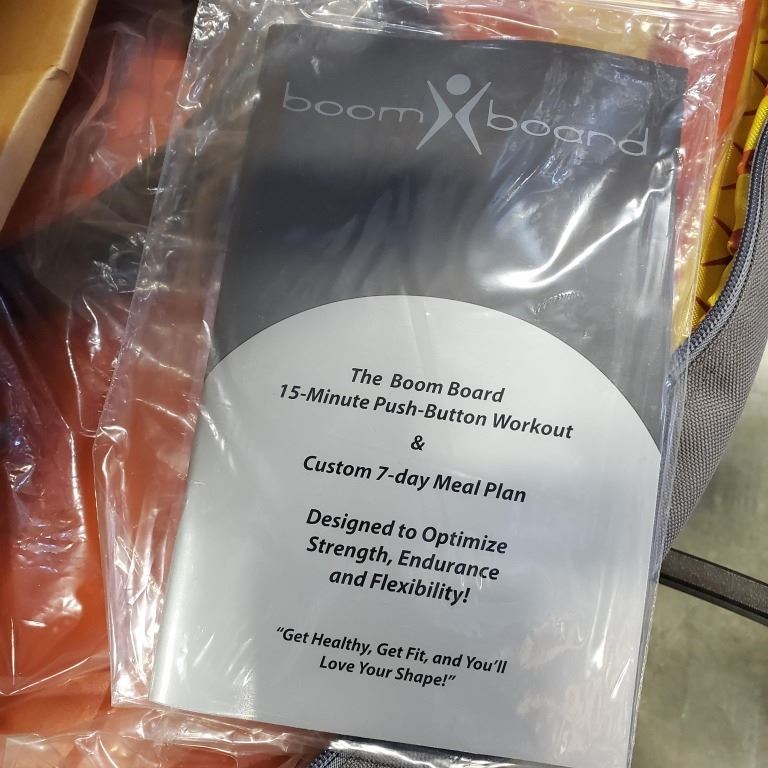 boom board
The Boom Board
15-Minute Push-Button Workout
&
Custom 7-day Meal Plan
Designed to Optimize
Strength, Endurance
and Flexibility!
“Get Healthy, Get Fit, and You’ll
Love Your Shape!”